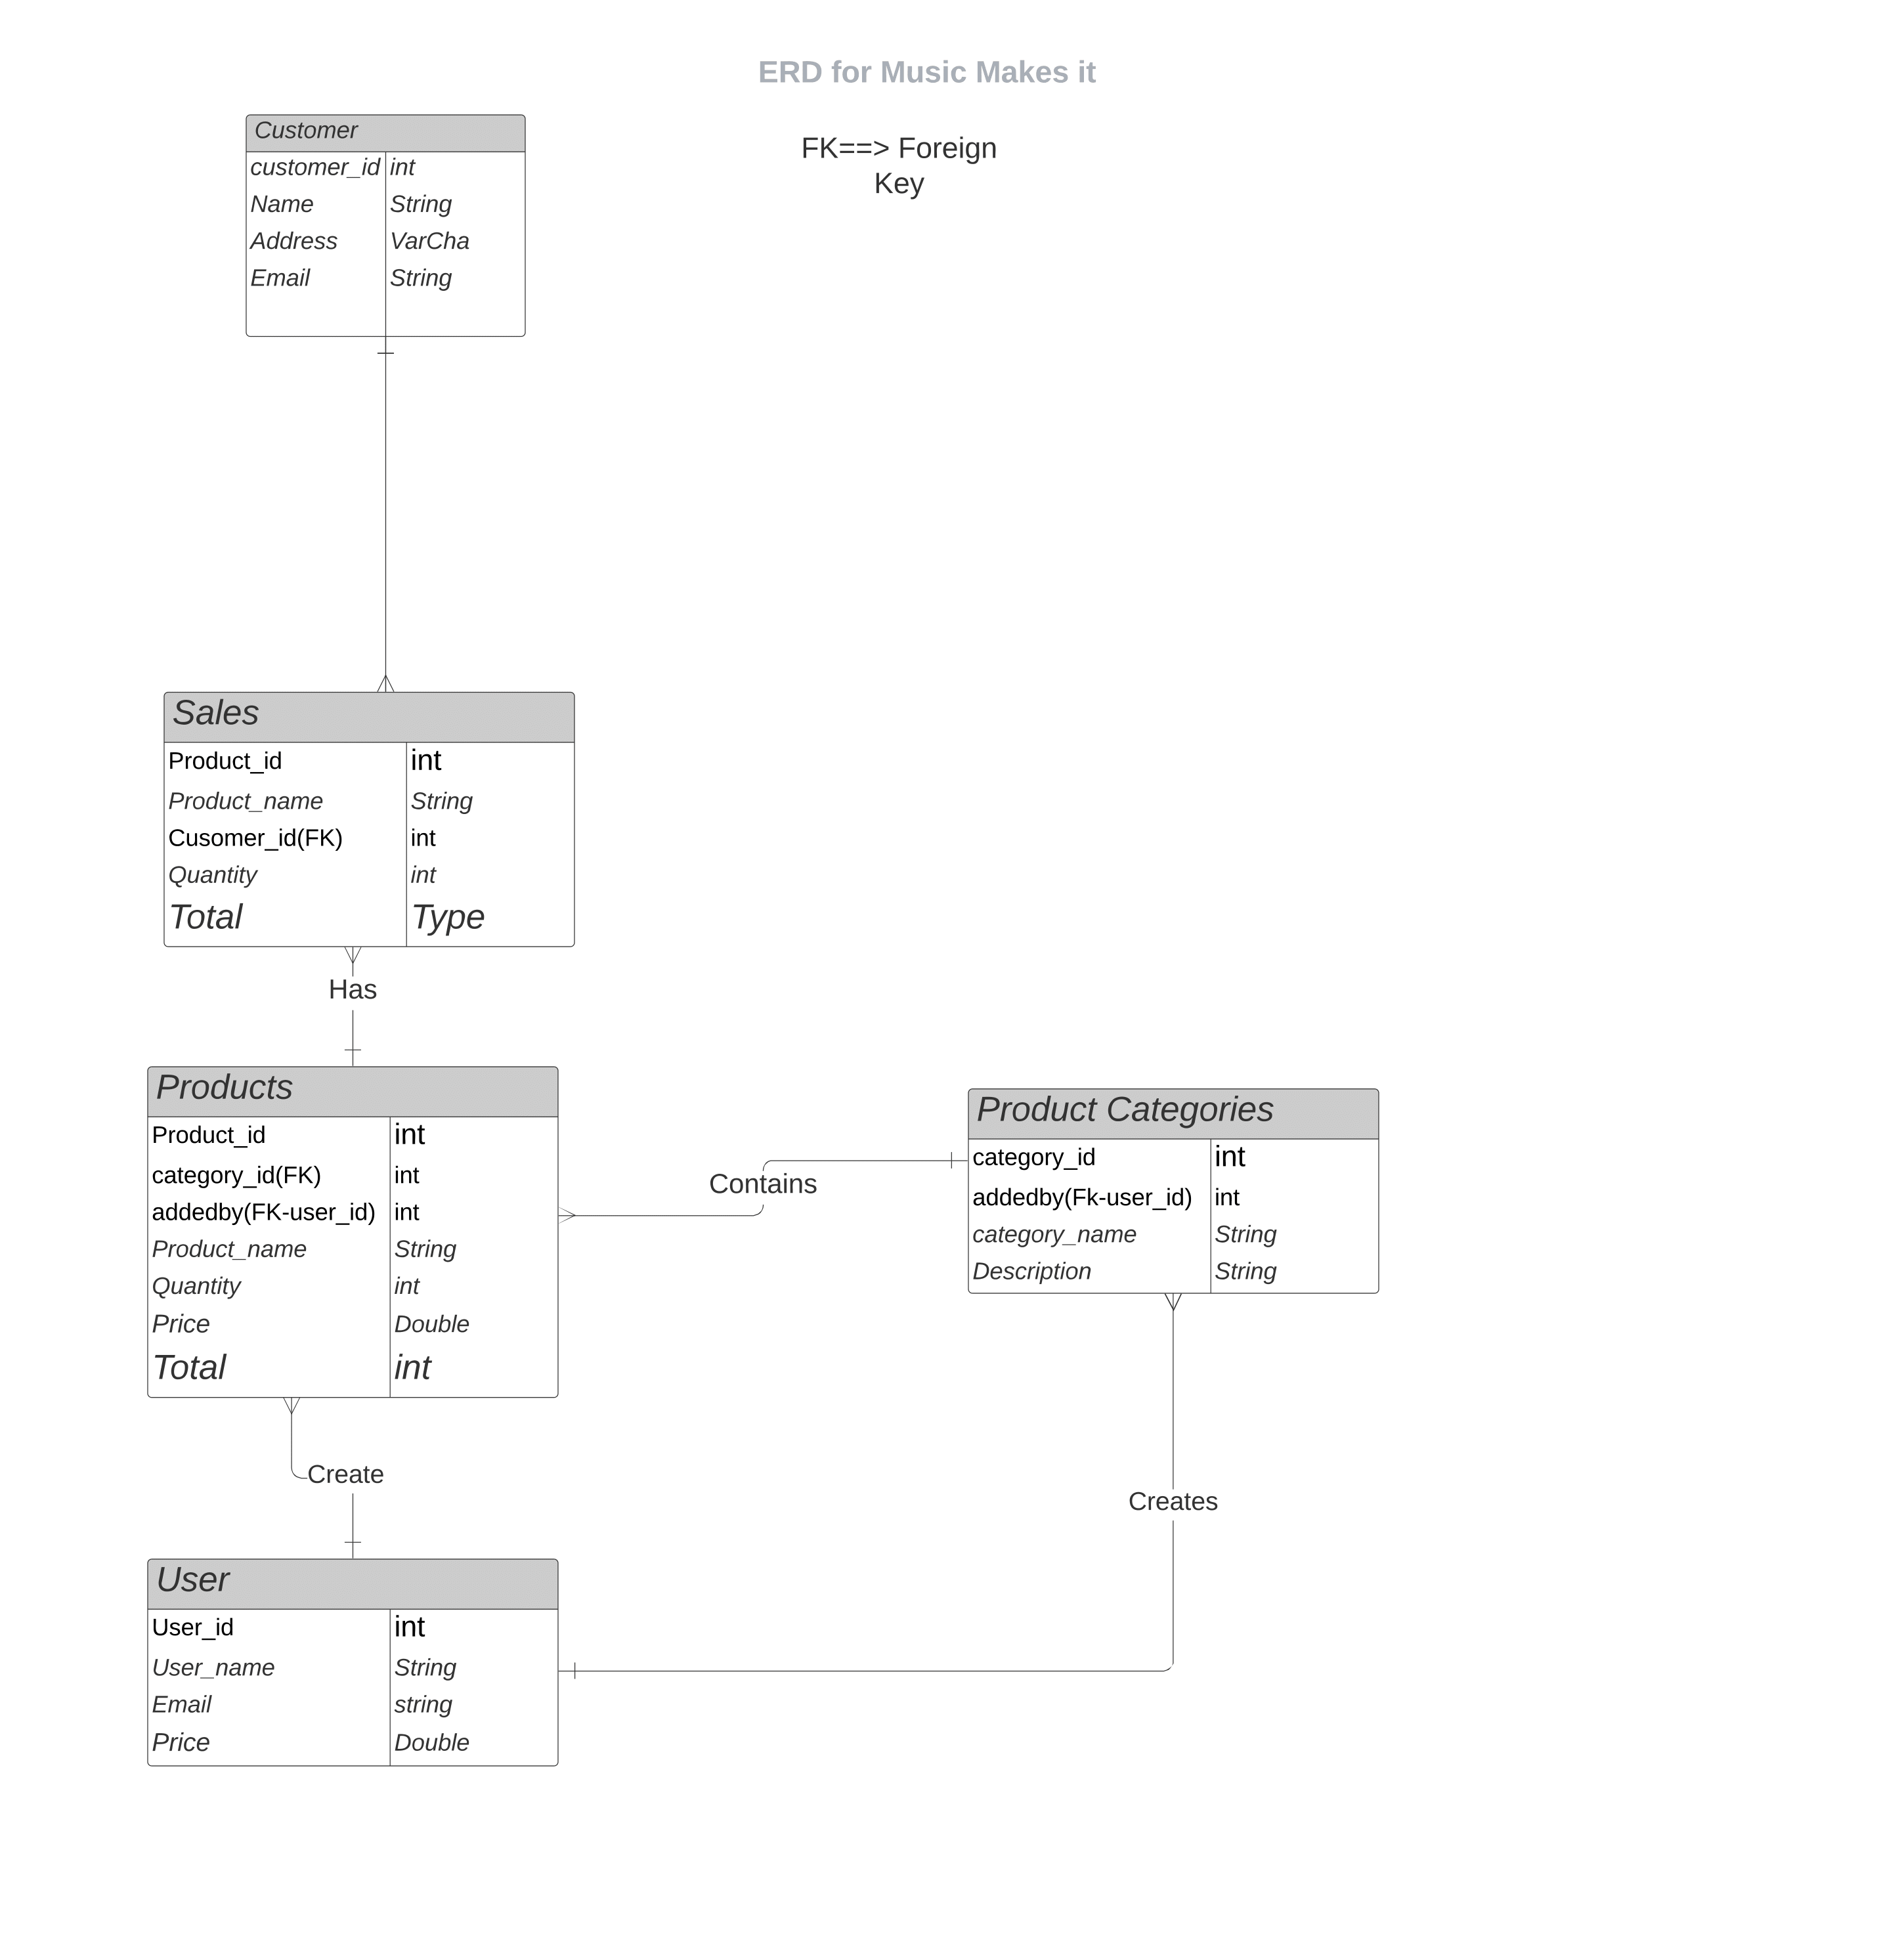 ERD for Music Makes it
FK==> Foreign
Key
Customer
customer_id int
Name String
Address VarCha
Email String
Sales
Product_id int
Product_name String
Cusomer_id(FK) int
Quantity int
Total Type
Has
Products
Product_id int
category_id(FK) int
addedby(FK-user_id) int
Product_name String
Quantity int
Price Double
Total int
Contains
Product Categories
category_id int
addedby(Fk-user_id) int
category_name String
Description String
Create
Creates
User
User_id int
User_name String
Email string
Price Double